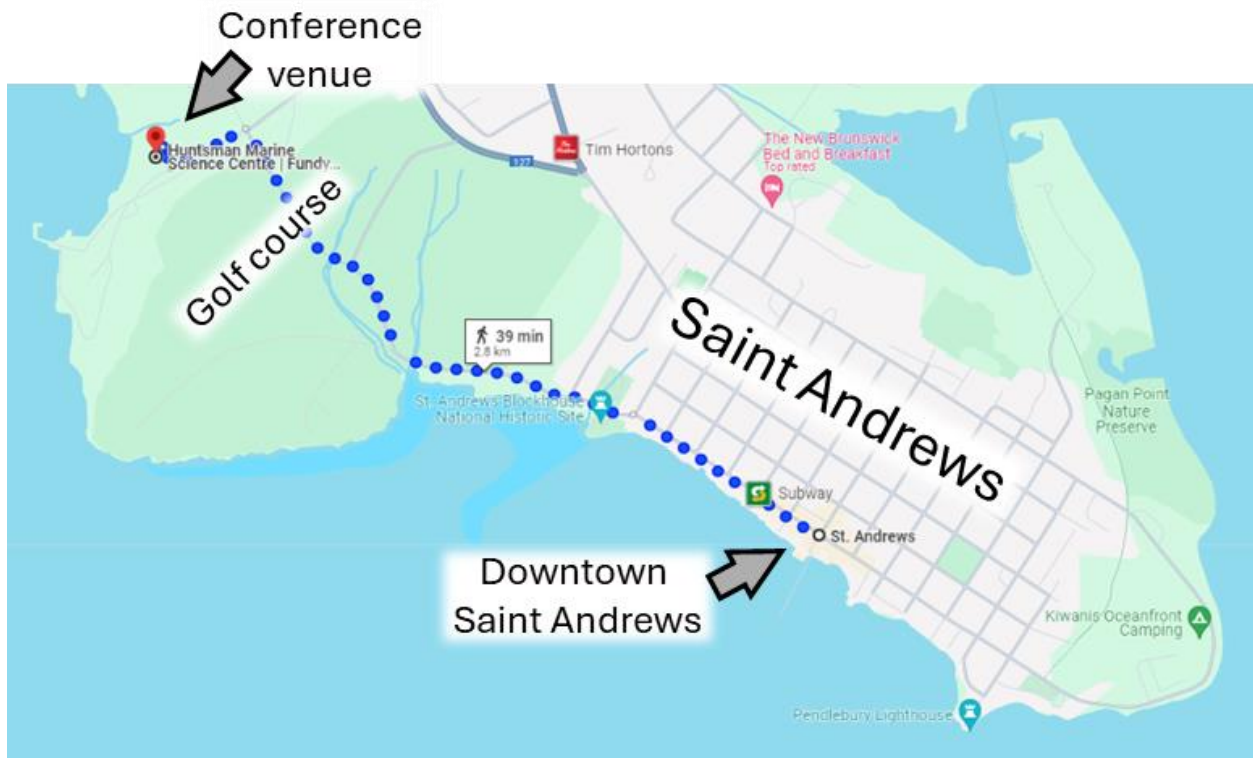 Conference
venue
Huntsman Marine
Science Centre | Fundy...
Golf course
127
Tim Hortons
The New Brunswick
Bed and Breakfast
Top rated
Saint Andrews
39 min
2.8 km
St. Andrews Blockhouse
National Historic Site
Pagan Point
Nature
Preserve
Subway
St. Andrews
Downtown
Saint Andrews
Kiwanis Oceanfront
Camping
Pendlebury Lighthouse